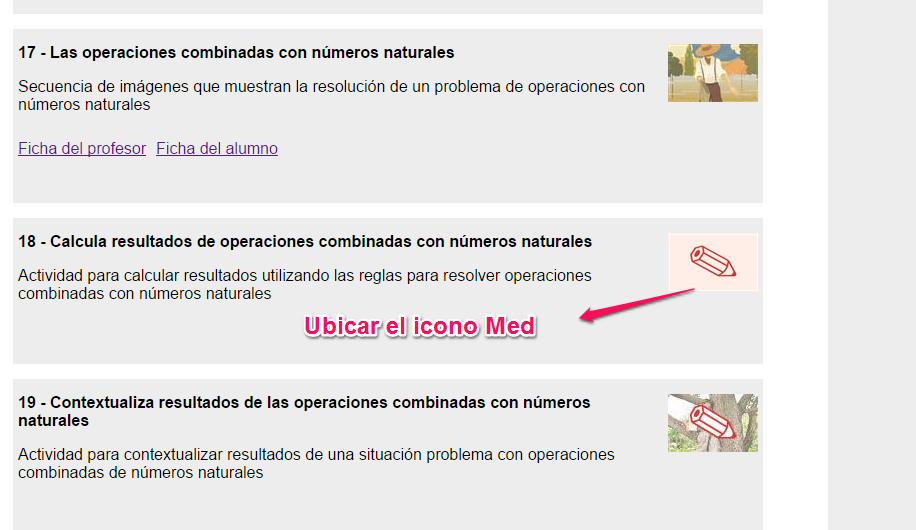 17 - Las operaciones combinadas con números naturales
Secuencia de imágenes que muestran la resolución de un problema de operaciones con
números naturales
Ficha del profesor Ficha del alumno
18 - Calcula resultados de operaciones combinadas con números naturales
Actividad para calcular resultados utilizando las reglas para resolver operaciones
combinadas con números naturales
Ubicar el icono Med
19 - Contextualiza resultados de las operaciones combinadas con números
naturales
Actividad para contextualizar resultados de una situación problema con operaciones
combinadas de números naturales